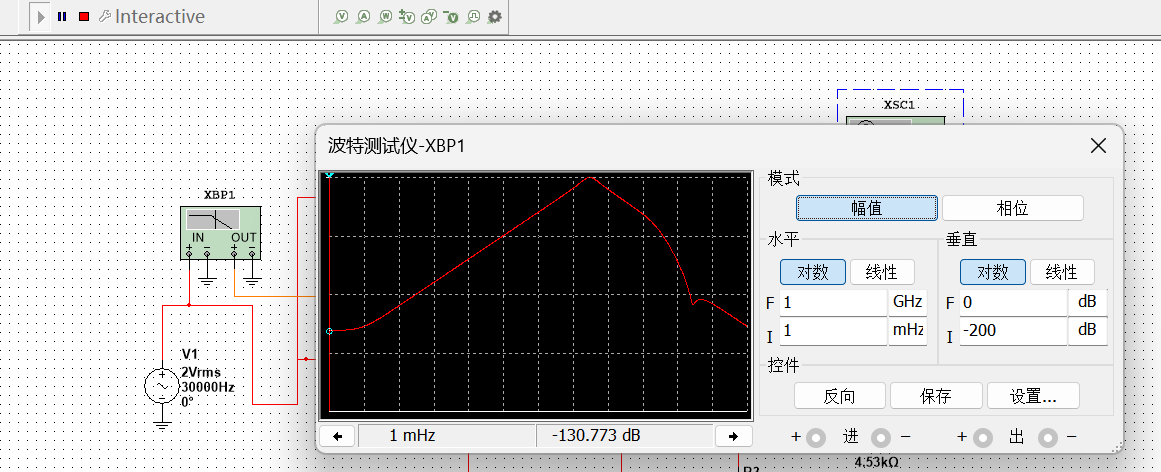 Interactive
XSC1
波特测试仪-XBP1
XBP1
IN OUT
+ − + −
V1
2Vrms
30000Hz
0°
模式
幅值 相位
水平 垂直
对数 线性 对数 线性
F 1 GHz F 0 dB
I 1 mHz I -200 dB
控件
反向 保存 设置...
1 mHz -130.773 dB
+ 进 − + 出 −
4.53kΩ